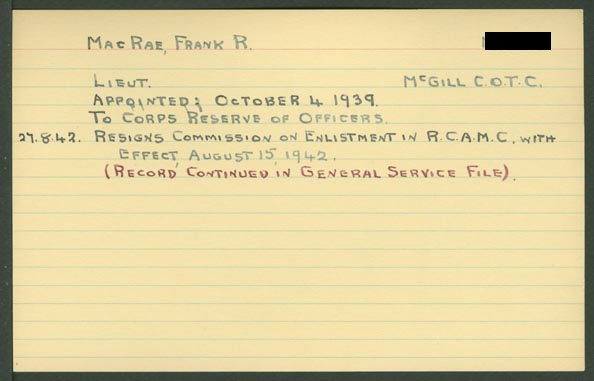 MacRae, Frank R.
Lieut. McGill C.O.T.C.
Appointed; October 4 1939.
To Corps Reserve of Officers.
27.8.42. Resigns Commission on Enlistment in R.C.A.M.C. with
effect, August 15, 1942.
(Record Continued in General Service File).